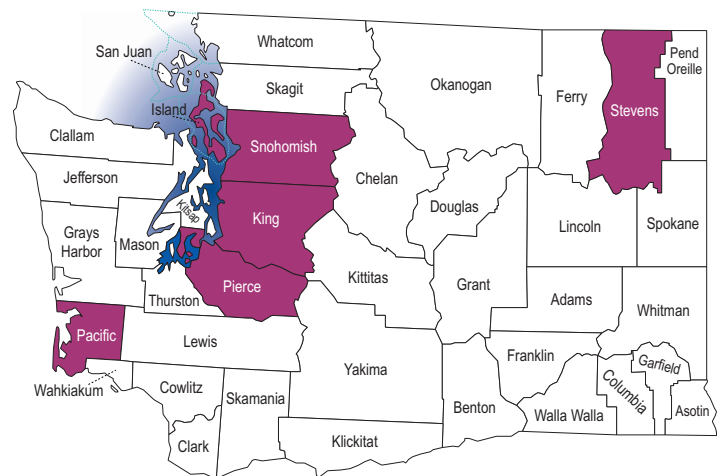 San Juan
Whatcom
Skagit
Island
Okanogan
Ferry
Pend
Oreille
Stevens
Clallam
Snohomish
Chelan
Jefferson
Kitsap
King
Douglas
Lincoln
Spokane
Grays
Harbor
Mason
Kittitas
Grant
Thurston
Pierce
Adams
Whitman
Pacific
Lewis
Wahkiakum
Cowlitz
Skamania
Yakima
Franklin
Garfield
Columbia
Benton
Walla Walla
Asotin
Clark
Klickitat